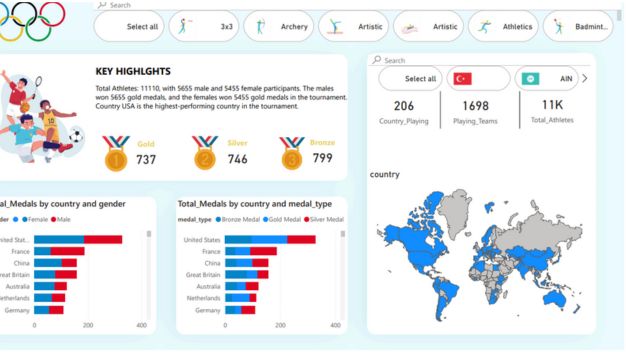 Search
Select all
3x3
Archery
Artistic
Artistic
Athletics
Badmint...
KEY HIGHLGHTS
Total Athletes: 11110, with 5655 male and 5455 female participants. The males
won 5655 gold medals, and the females won 5455 gold medals in the tournament.
Country USA is the highest-performing country in the tournament.
Gold
737
Silver
746
Bronze
799
Search
Select all
AIN
206
Country_Playing
1698
Playing_Teams
11K
Total_Athletes
country
al_Medals by country and gender
der Female Male
nited Stat...
France
China
reat Britain
Australia
Netherlands
Germany
0 200 400
Total_Medals by country and medal_type
medal_type Bronze Medal Gold Medal Silver Medal
United States
France
China
Great Britain
Australia
Netherlands
Germany
0 200 400